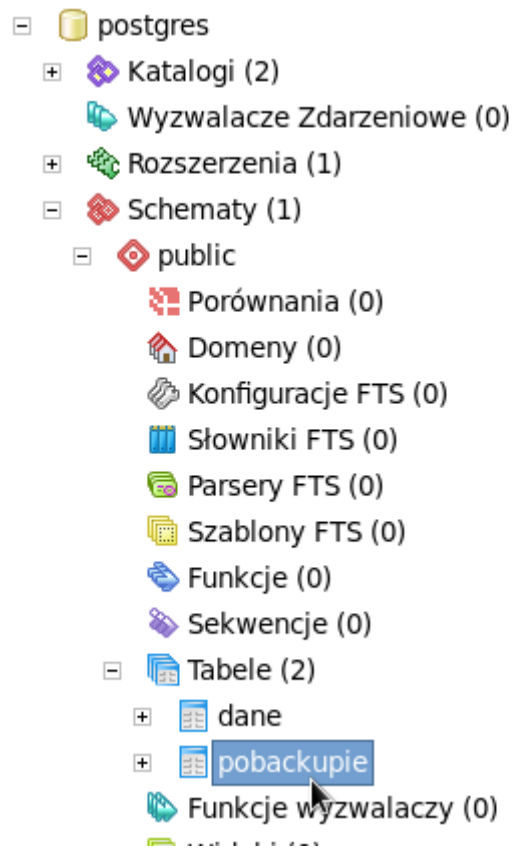 postgres
Katalogi (2)
Wyzwalacze Zdarzeniowe (0)
Rozszerzenia (1)
Schematy (1)
public
Porównania (0)
Domeny (0)
Konfiguracje FTS (0)
Słowniki FTS (0)
Parsery FTS (0)
Szablony FTS (0)
Funkcje (0)
Sekwencje (0)
Tabele (2)
dane
pobackupie
Funkcje wyzwalaczy (0)